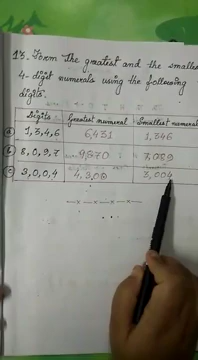 13. Form The greatest and the smallest
4-digit numerals using the following
digits.
Digits Greatest numeral Smallest numeral
(a) 1,3,4,6 6,431 1,346
(b) 8,0,9,7 9,870 7,089
(c) 3,0,0,4 4,300 3,004